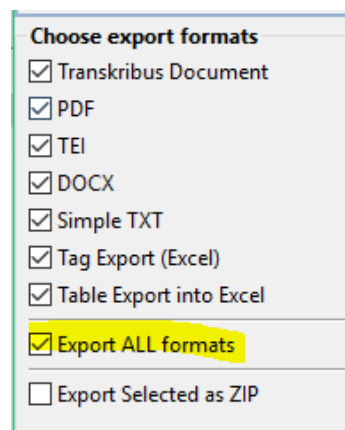 Choose export formats
Transkribus Document
PDF
TEI
DOCX
Simple TXT
Tag Export (Excel)
Table Export into Excel
Export ALL formats
Export Selected as ZIP